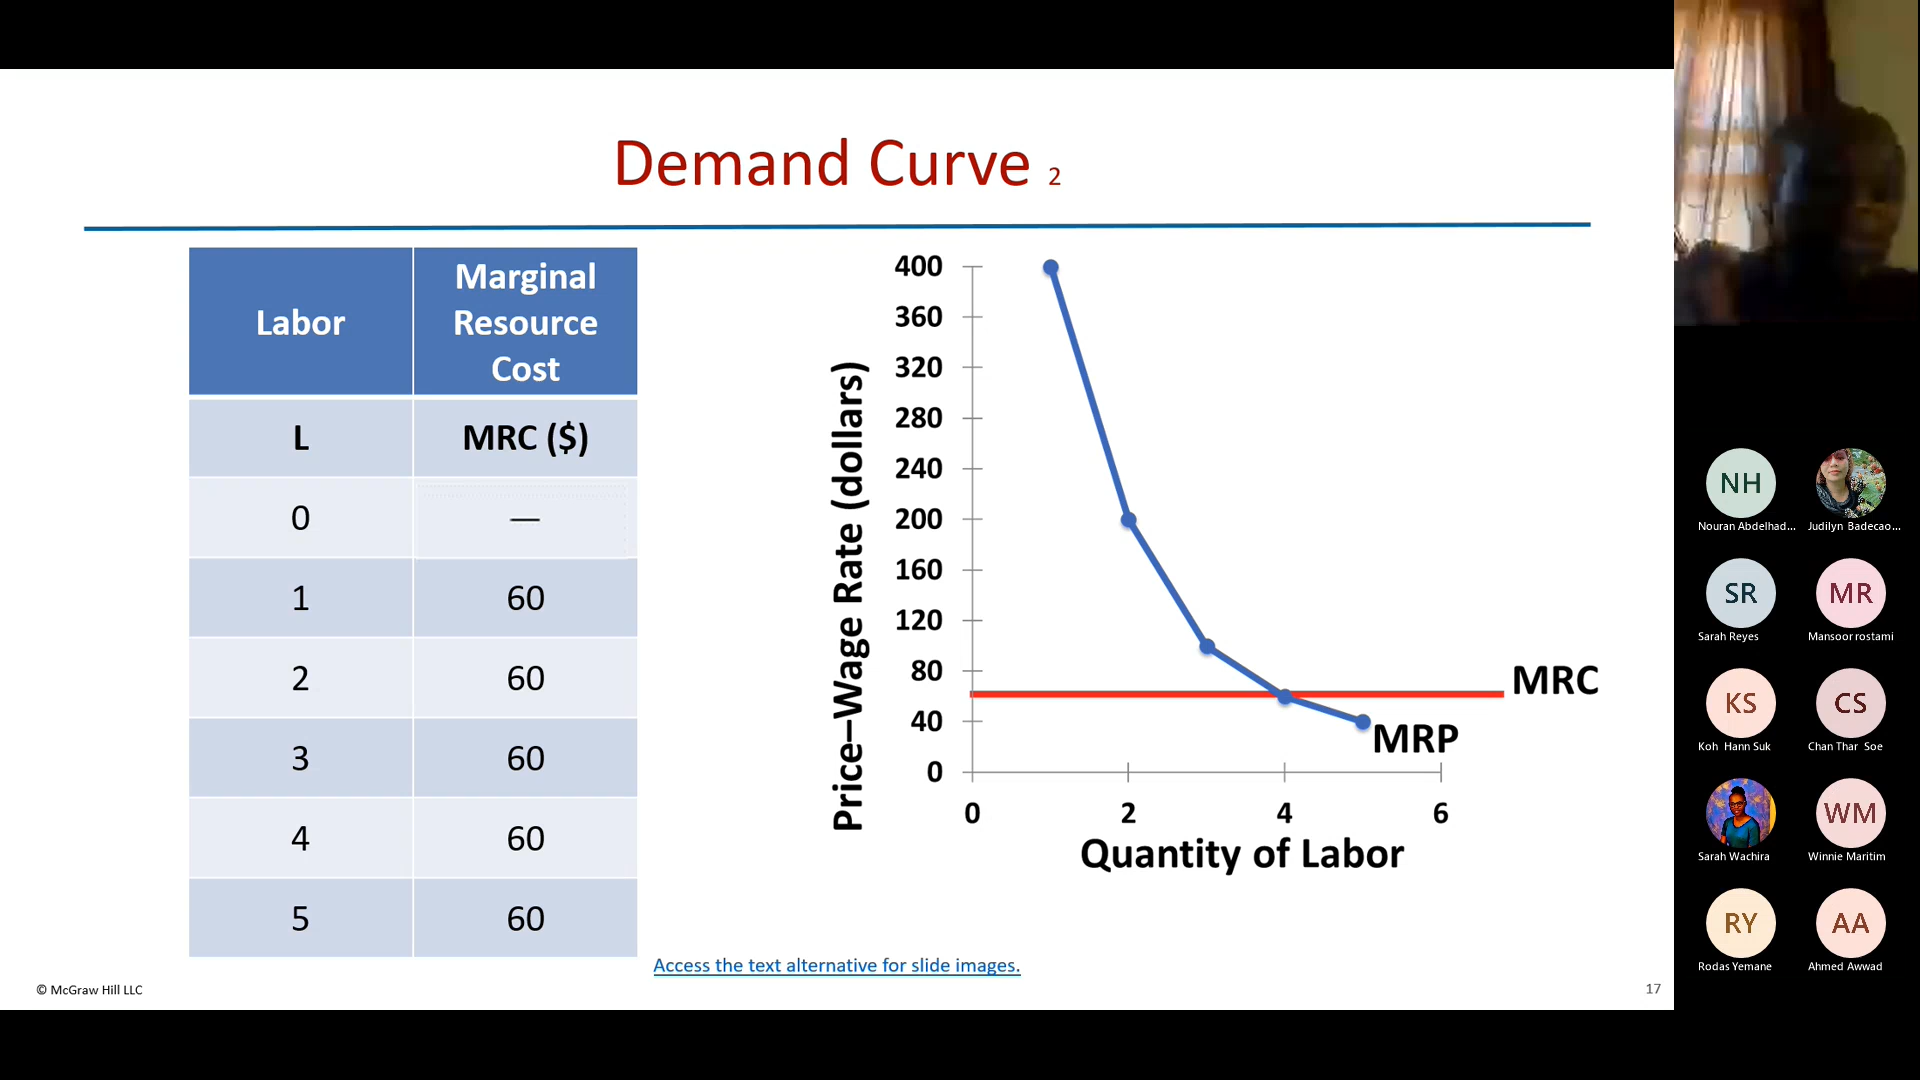 Demand Curve 2
Labor
Marginal
Resource
Cost
L
MRC ($)
0
—
1
60
2
60
3
60
4
60
5
60
Price–Wage Rate (dollars)
400
360
320
280
240
200
160
120
80
40
0
MRC
MRP
0 2 4 6
Quantity of Labor
Access the text alternative for slide images.
© McGraw Hill LLC
17
NH
Nouran Abdelhad...
Judilyn Badecao...
SR
Sarah Reyes
MR
Mansoor rostami
KS
Koh Hann Suk
CS
Chan Thar Soe
Sarah Wachira
WM
Winnie Maritim
RY
Rodas Yemane
AA
Ahmed Awwad